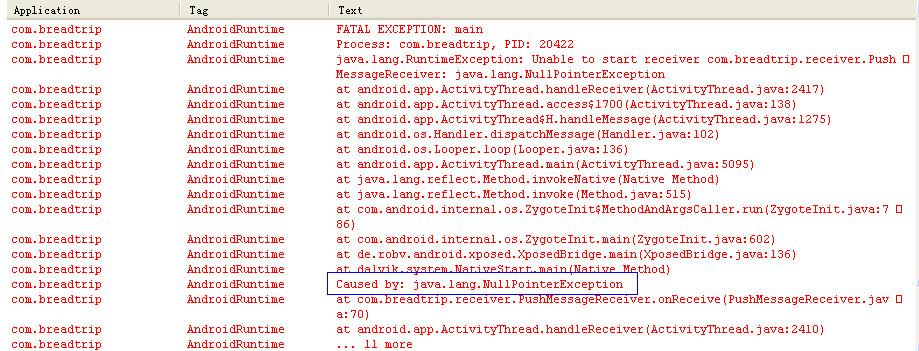 Application Tag Text
com.breadtrip AndroidRuntime FATAL EXCEPTION: main
com.breadtrip AndroidRuntime Process: com.breadtrip, PID: 20422
com.breadtrip AndroidRuntime java.lang.RuntimeException: Unable to start receiver com.breadtrip.receiver.Push
MessageReceiver: java.lang.NullPointerException
com.breadtrip AndroidRuntime at android.app.ActivityThread.handleReceiver(ActivityThread.java:2417)
com.breadtrip AndroidRuntime at android.app.ActivityThread.access$1700(ActivityThread.java:138)
com.breadtrip AndroidRuntime at android.app.ActivityThread$H.handleMessage(ActivityThread.java:1275)
com.breadtrip AndroidRuntime at android.os.Handler.dispatchMessage(Handler.java:102)
com.breadtrip AndroidRuntime at android.os.Looper.loop(Looper.java:136)
com.breadtrip AndroidRuntime at android.app.ActivityThread.main(ActivityThread.java:5095)
com.breadtrip AndroidRuntime at java.lang.reflect.Method.invokeNative(Native Method)
com.breadtrip AndroidRuntime at java.lang.reflect.Method.invoke(Method.java:515)
com.breadtrip AndroidRuntime at com.android.internal.os.ZygoteInit$MethodAndArgsCaller.run(ZygoteInit.java:7
86)
com.breadtrip AndroidRuntime at com.android.internal.os.ZygoteInit.main(ZygoteInit.java:602)
com.breadtrip AndroidRuntime at de.robv.android.xposed.XposedBridge.main(XposedBridge.java:136)
com.breadtrip AndroidRuntime at dalvik.system.NativeStart.main(Native Method)
com.breadtrip AndroidRuntime Caused by: java.lang.NullPointerException
com.breadtrip AndroidRuntime at com.breadtrip.receiver.PushMessageReceiver.onReceive(PushMessageReceiver.jav
a:70)
com.breadtrip AndroidRuntime at android.app.ActivityThread.handleReceiver(ActivityThread.java:2410)
com.breadtrip AndroidRuntime ... 11 more